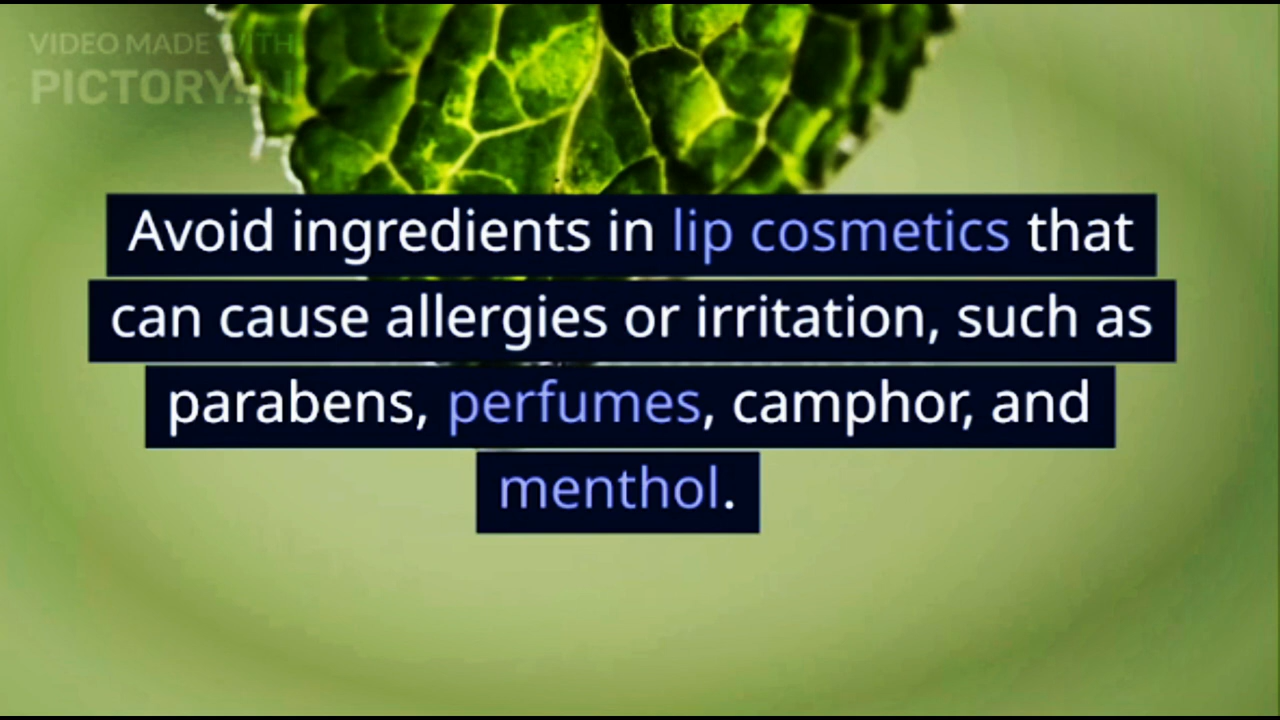 VIDEO MADE WITH
PICTORY.AI
Avoid ingredients in lip cosmetics that
can cause allergies or irritation, such as
parabens, perfumes, camphor, and
menthol.